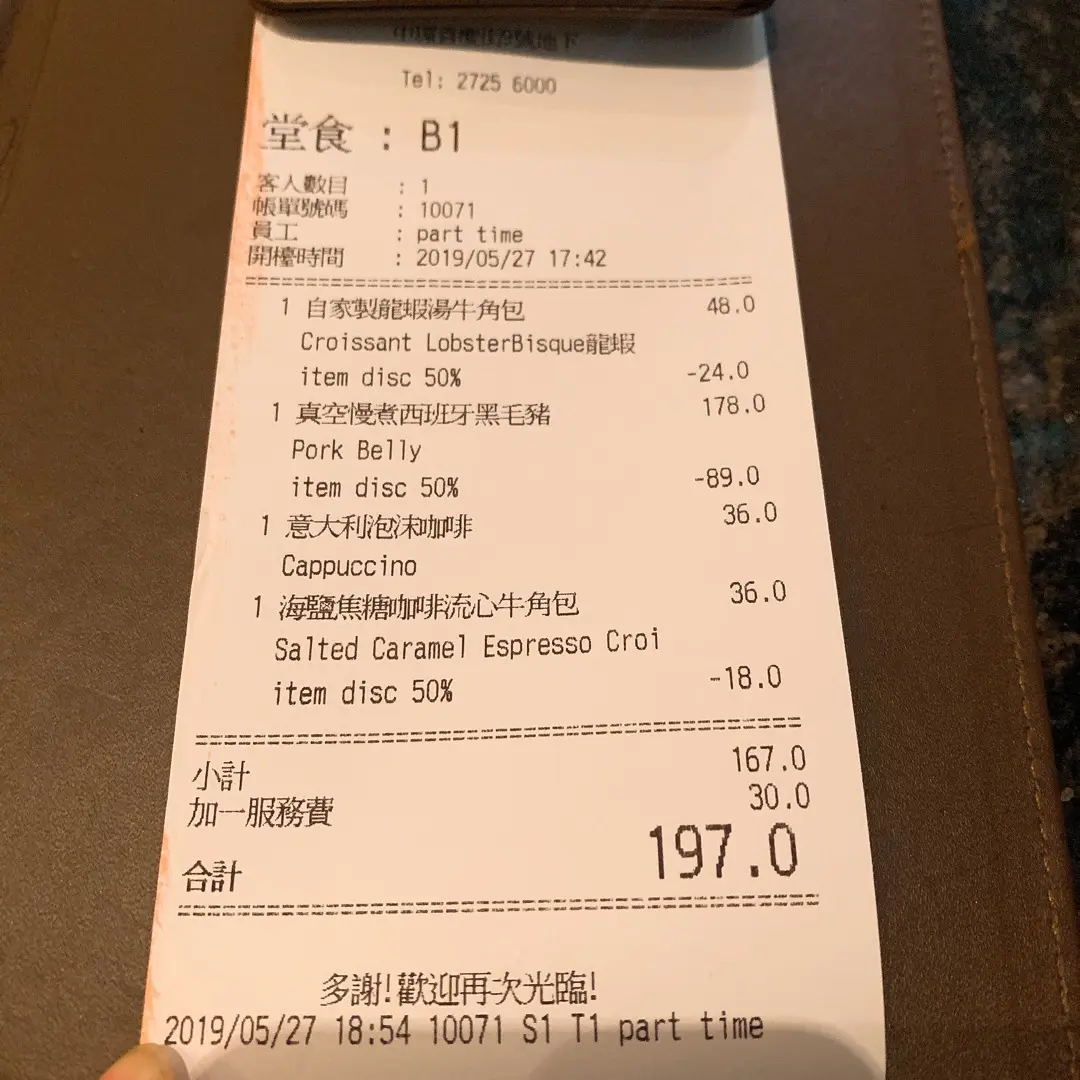 Tel: 2725 6000
堂食 : B1
客人數目 : 1
帳單號碼 : 10071
員工 : part time
開檯時間 : 2019/05/27 17:42
1 自家製龍蝦湯牛角包 48.0
Croissant LobsterBisque龍蝦
item disc 50% -24.0
1 真空慢煮西班牙黑毛豬 178.0
Pork Belly
item disc 50% -89.0
1 意大利泡沫咖啡 36.0
Cappuccino
1 海鹽焦糖咖啡流心牛角包 36.0
Salted Caramel Espresso Croi
item disc 50% -18.0
小計 167.0
加一服務費 30.0
合計 197.0
多謝!歡迎再次光臨!
2019/05/27 18:54 10071 S1 T1 part time